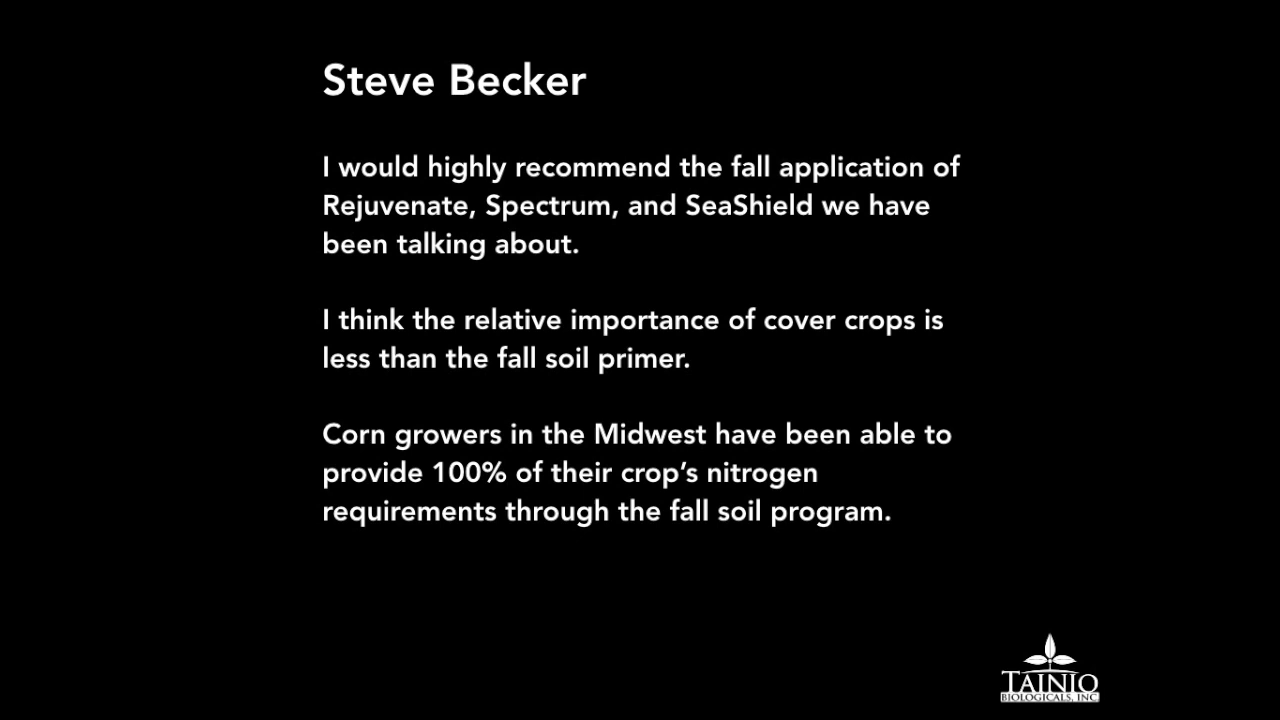 Steve Becker
I would highly recommend the fall application of
Rejuvenate, Spectrum, and SeaShield we have
been talking about.
I think the relative importance of cover crops is
less than the fall soil primer.
Corn growers in the Midwest have been able to
provide 100% of their crop’s nitrogen
requirements through the fall soil program.
TAINIO
BIOLOGICALS, INC